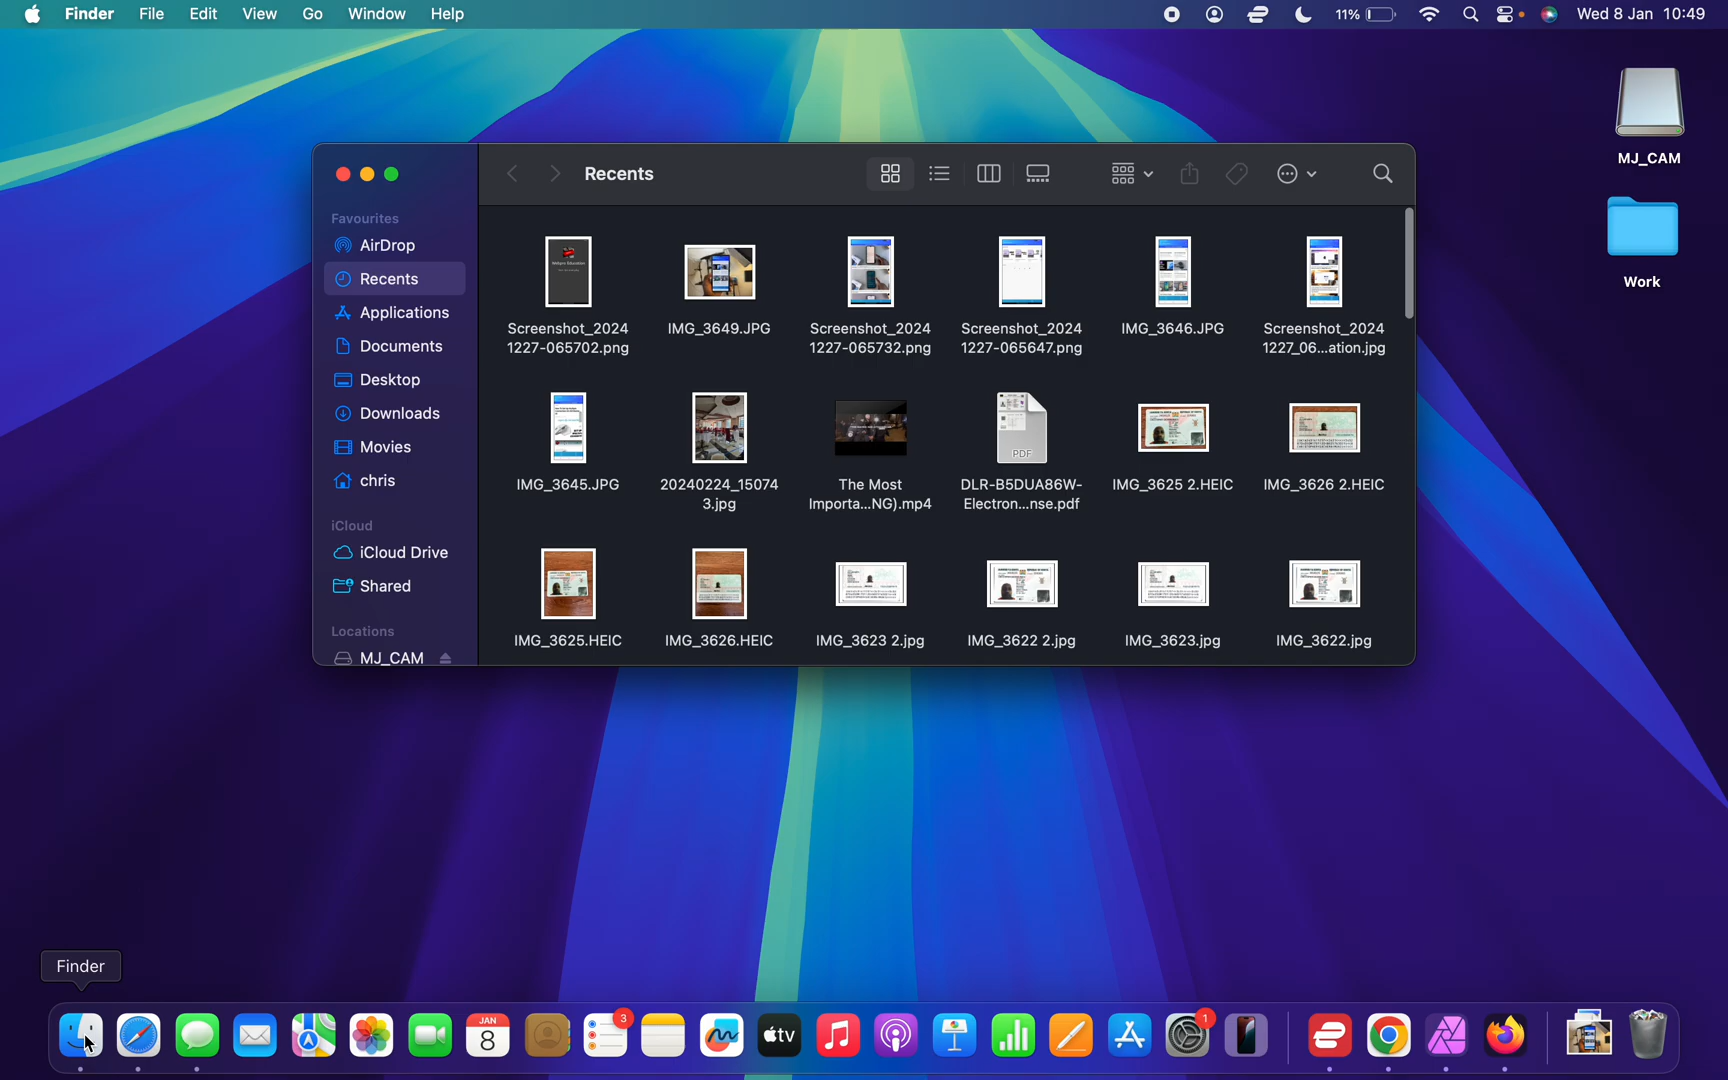 Finder File Edit View Go Window Help 11% Wed 8 Jan 10:49
MJ_CAM
Work
Recents
Favourites
AirDrop
Recents
Applications
Documents
Desktop
Downloads
Movies
chris
iCloud
iCloud Drive
Shared
Locations
MJ_CAM
Screenshot_2024
1227-065702.png
IMG_3649.JPG
Screenshot_2024
1227-065732.png
Screenshot_2024
1227-065647.png
IMG_3646.JPG
Screenshot_2024
1227_06...ation.jpg
IMG_3645.JPG
20240224_15074
3.jpg
The Most
Importa...NG).mp4
PDF
DLR-B5DUA86W-
Electron...nse.pdf
IMG_3625 2.HEIC
IMG_3626 2.HEIC
IMG_3625.HEIC
IMG_3626.HEIC
IMG_3623 2.jpg
IMG_3622 2.jpg
IMG_3623.jpg
IMG_3622.jpg
Finder
JAN
8
3
tv
1